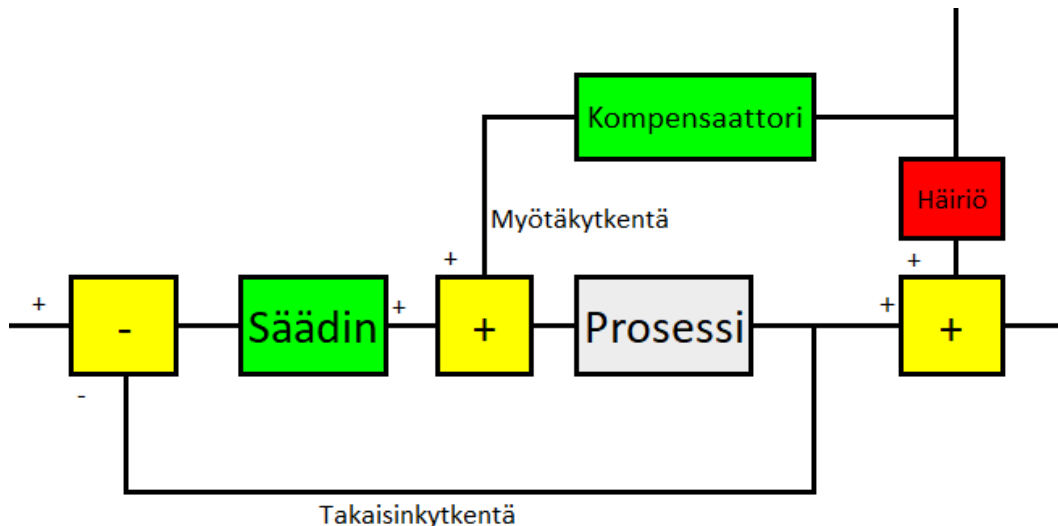 Kompensaattori
Häiriö
Myötäkytkentä
+
+
+
-
Säädin
+
+
Prosessi
+
+
-
Takaisinkytkentä